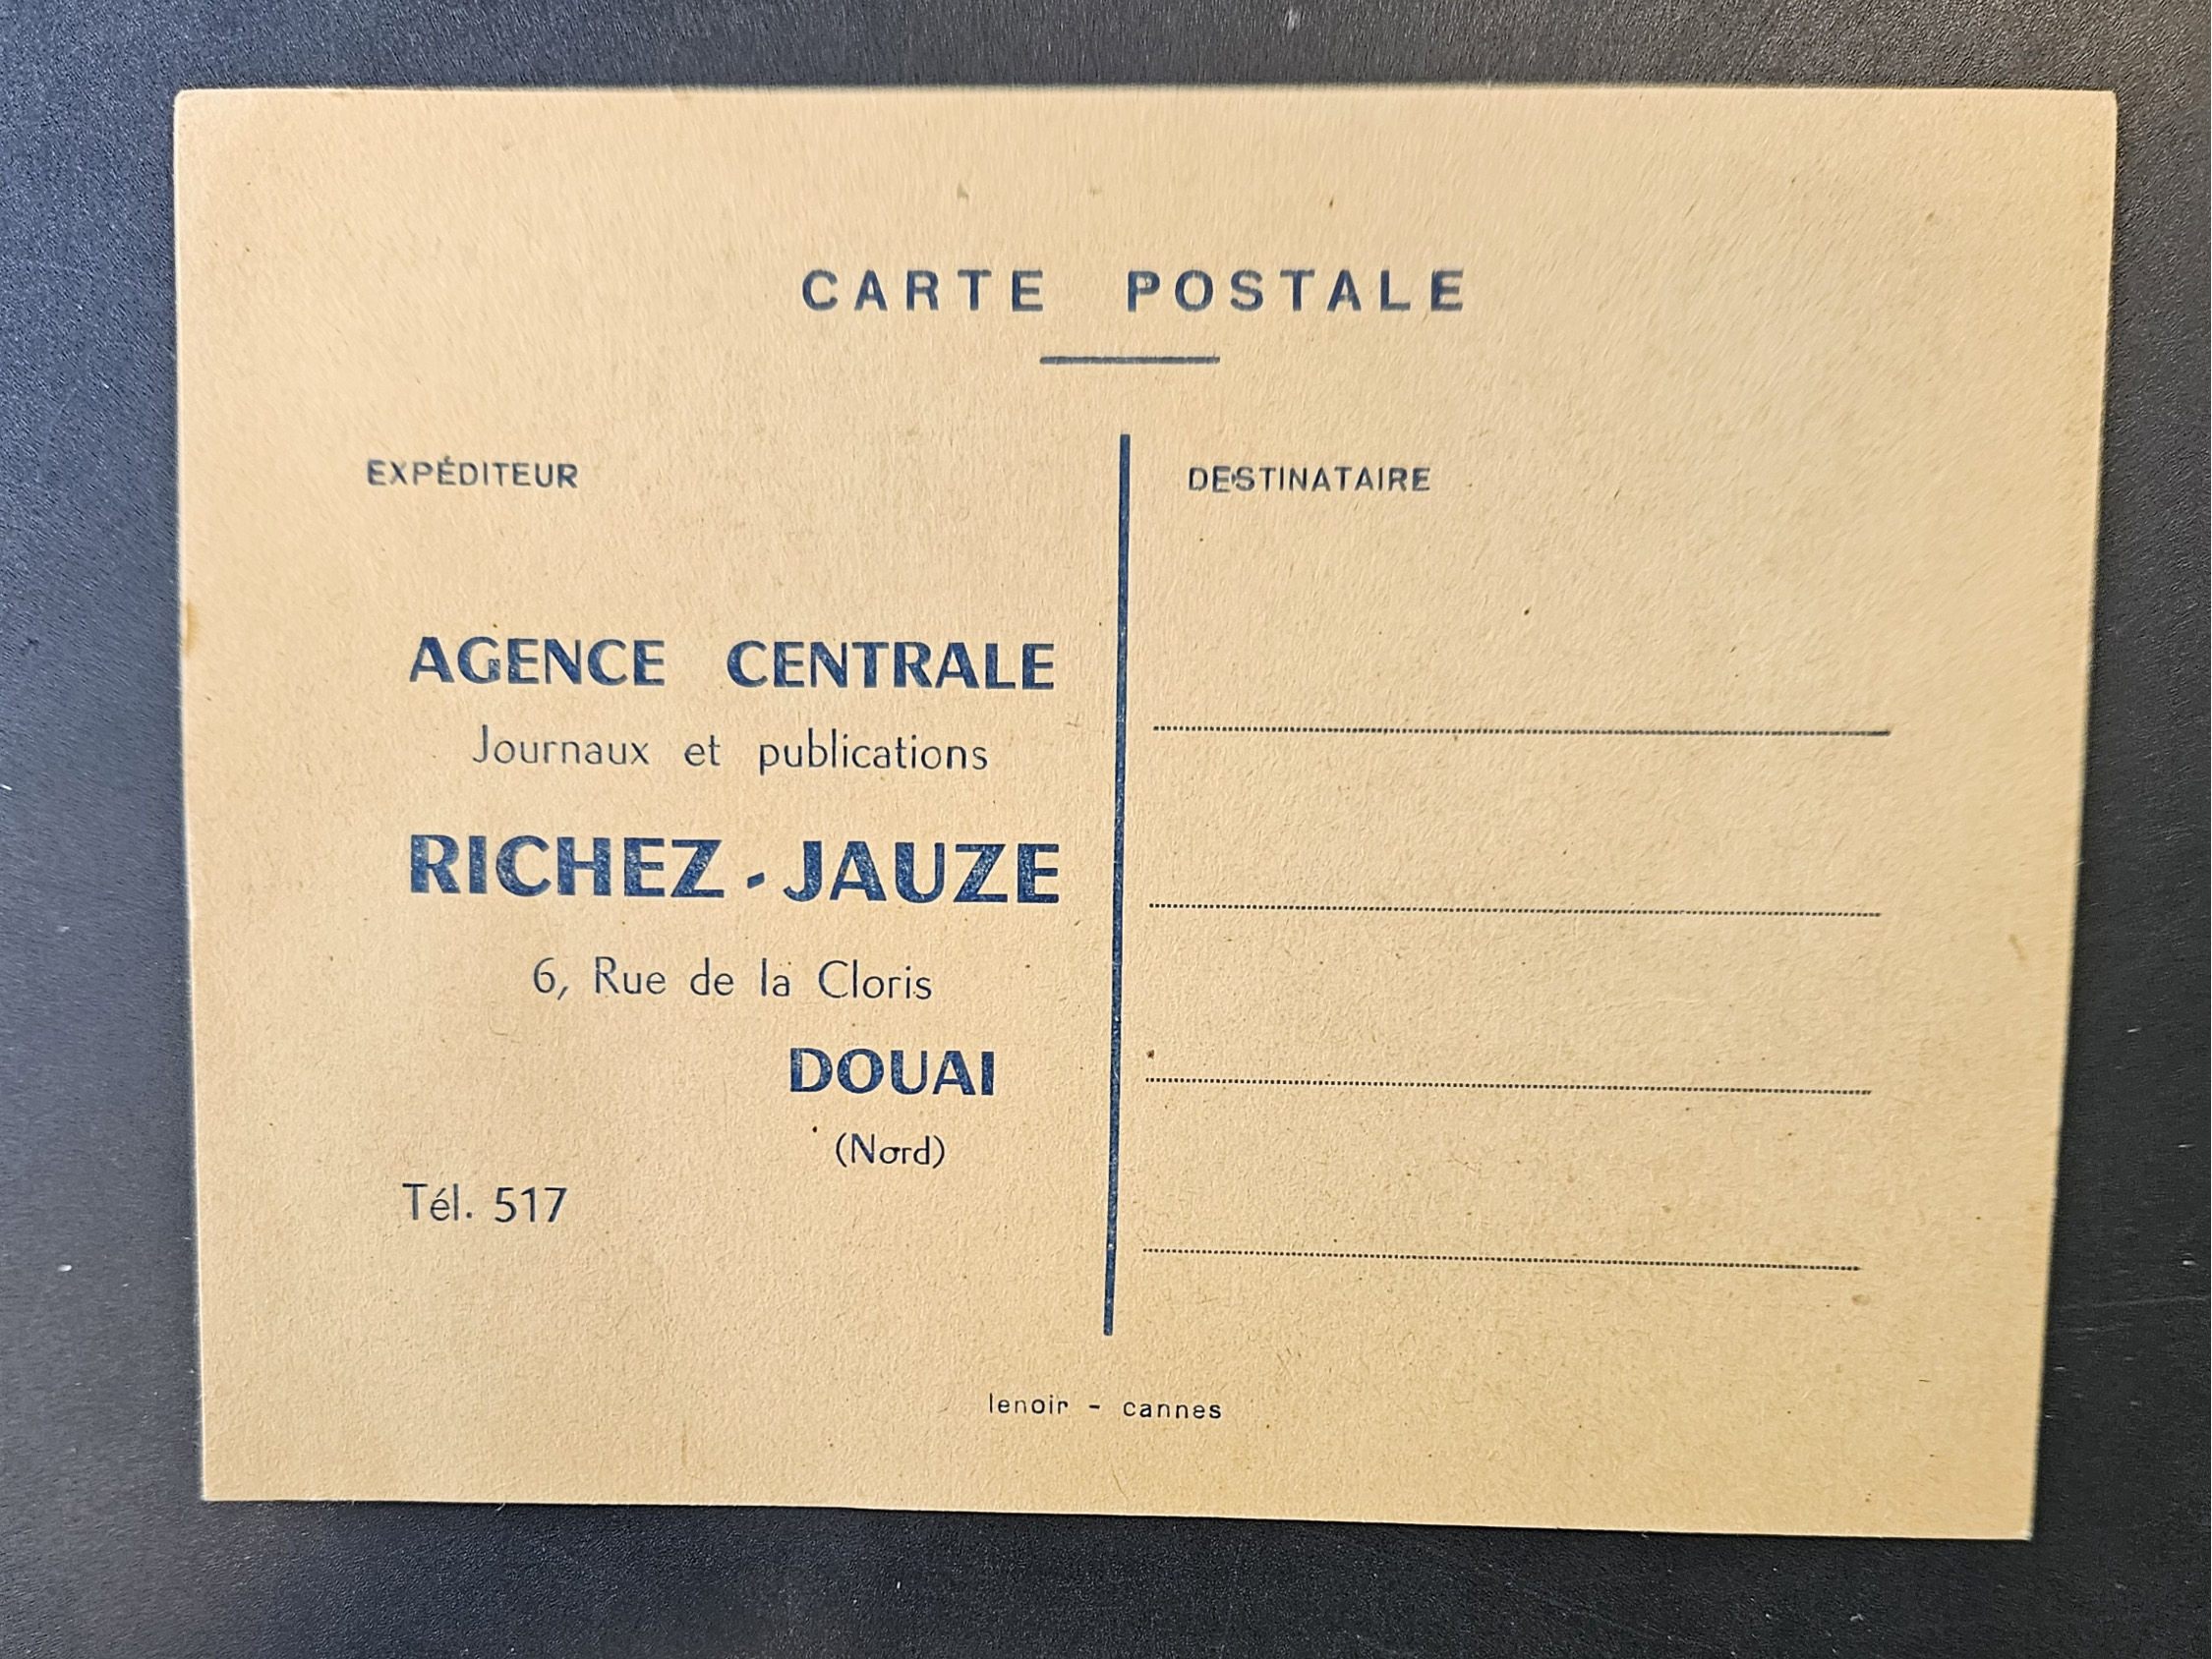 CARTE POSTALE
EXPÉDITEUR
AGENCE CENTRALE
Journaux et publications
RICHEZ - JAUZE
6, Rue de la Cloris
DOUAI
(Nord)
Tél. 517
DESTINATAIRE
lenoir - cannes